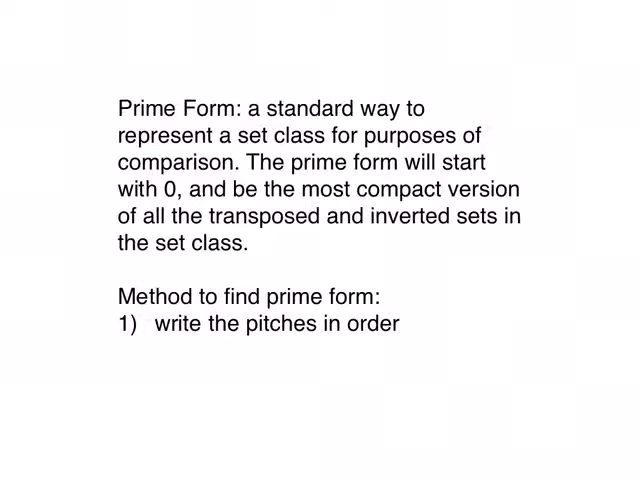 Prime Form: a standard way to
represent a set class for purposes of
comparison. The prime form will start
with 0, and be the most compact version
of all the transposed and inverted sets in
the set class.
Method to find prime form:
1) write the pitches in order